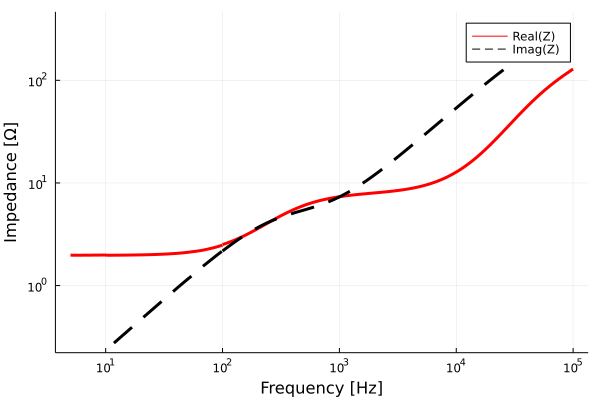 Real(Z)
Imag(Z)
Impedance [Ω]
10²
10¹
10⁰
10¹ 10² 10³ 10⁴ 10⁵
Frequency [Hz]